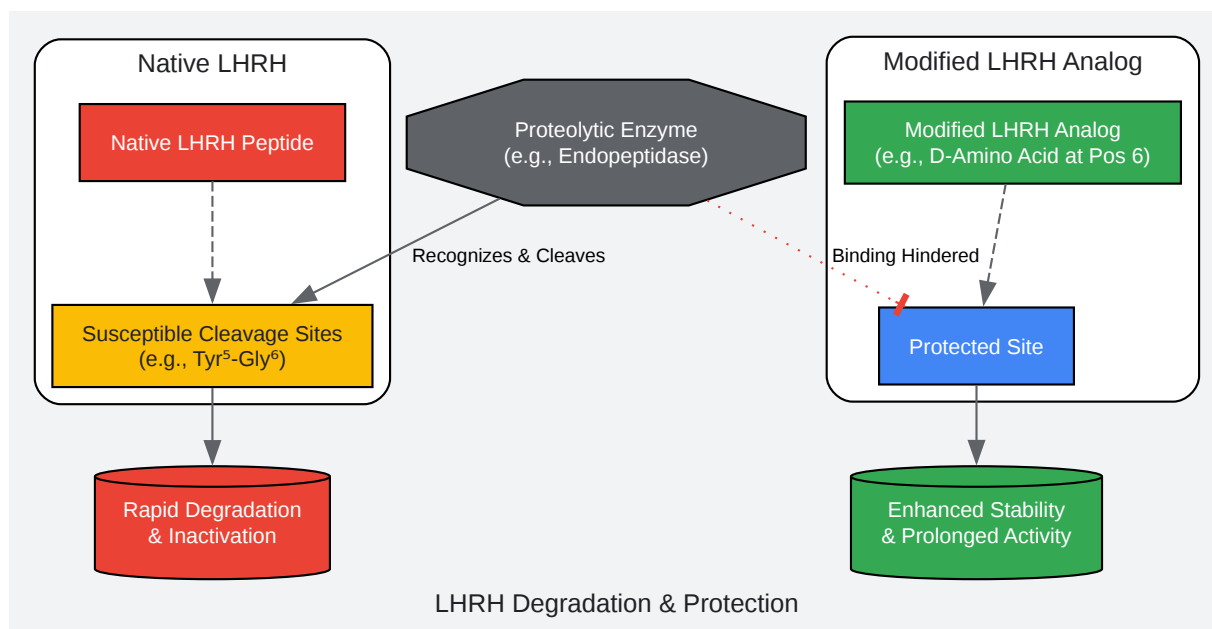 Native LHRH
Native LHRH Peptide
Susceptible Cleavage Sites
(e.g., Tyr⁵-Gly⁶)
Rapid Degradation
& Inactivation
Proteolytic Enzyme
(e.g., Endopeptidase)
Recognizes & Cleaves
Binding Hindered
Modified LHRH Analog
Modified LHRH Analog
(e.g., D-Amino Acid at Pos 6)
Protected Site
Enhanced Stability
& Prolonged Activity
LHRH Degradation & Protection